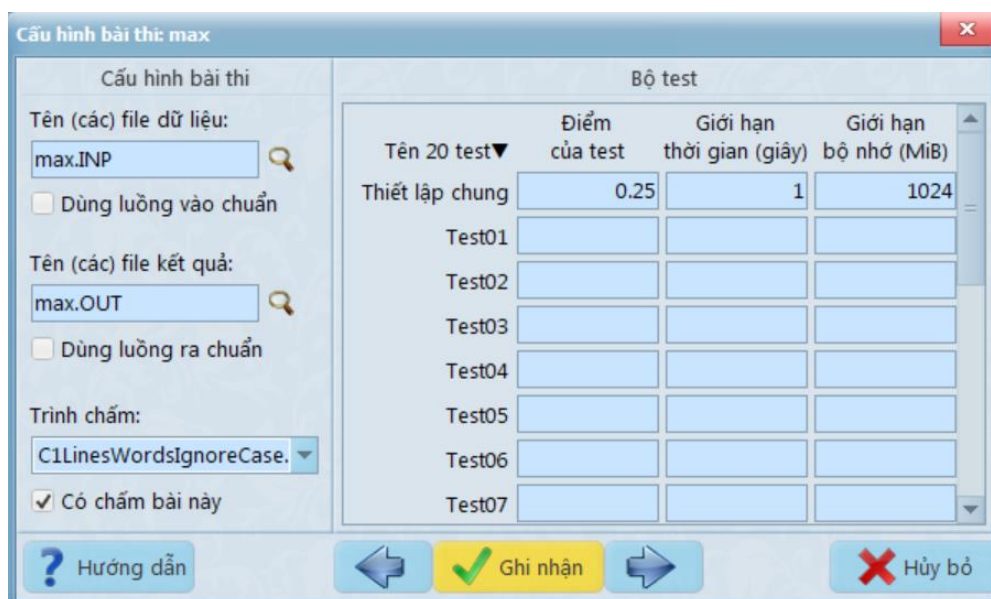 Cấu hình bài thi: max
Cấu hình bài thi
Tên (các) file dữ liệu:
max.INP
Dùng luồng vào chuẩn
Tên (các) file kết quả:
max.OUT
Dùng luồng ra chuẩn
Trình chấm:
C1LinesWordsIgnoreCase.
Có chấm bài này
Bộ test
Tên 20 test▼ Điểm của test Giới hạn thời gian (giây) Giới hạn bộ nhớ (MiB)
Thiết lập chung 0.25 1 1024
Test01
Test02
Test03
Test04
Test05
Test06
Test07
? Hướng dẫn Ghi nhận Hủy bỏ